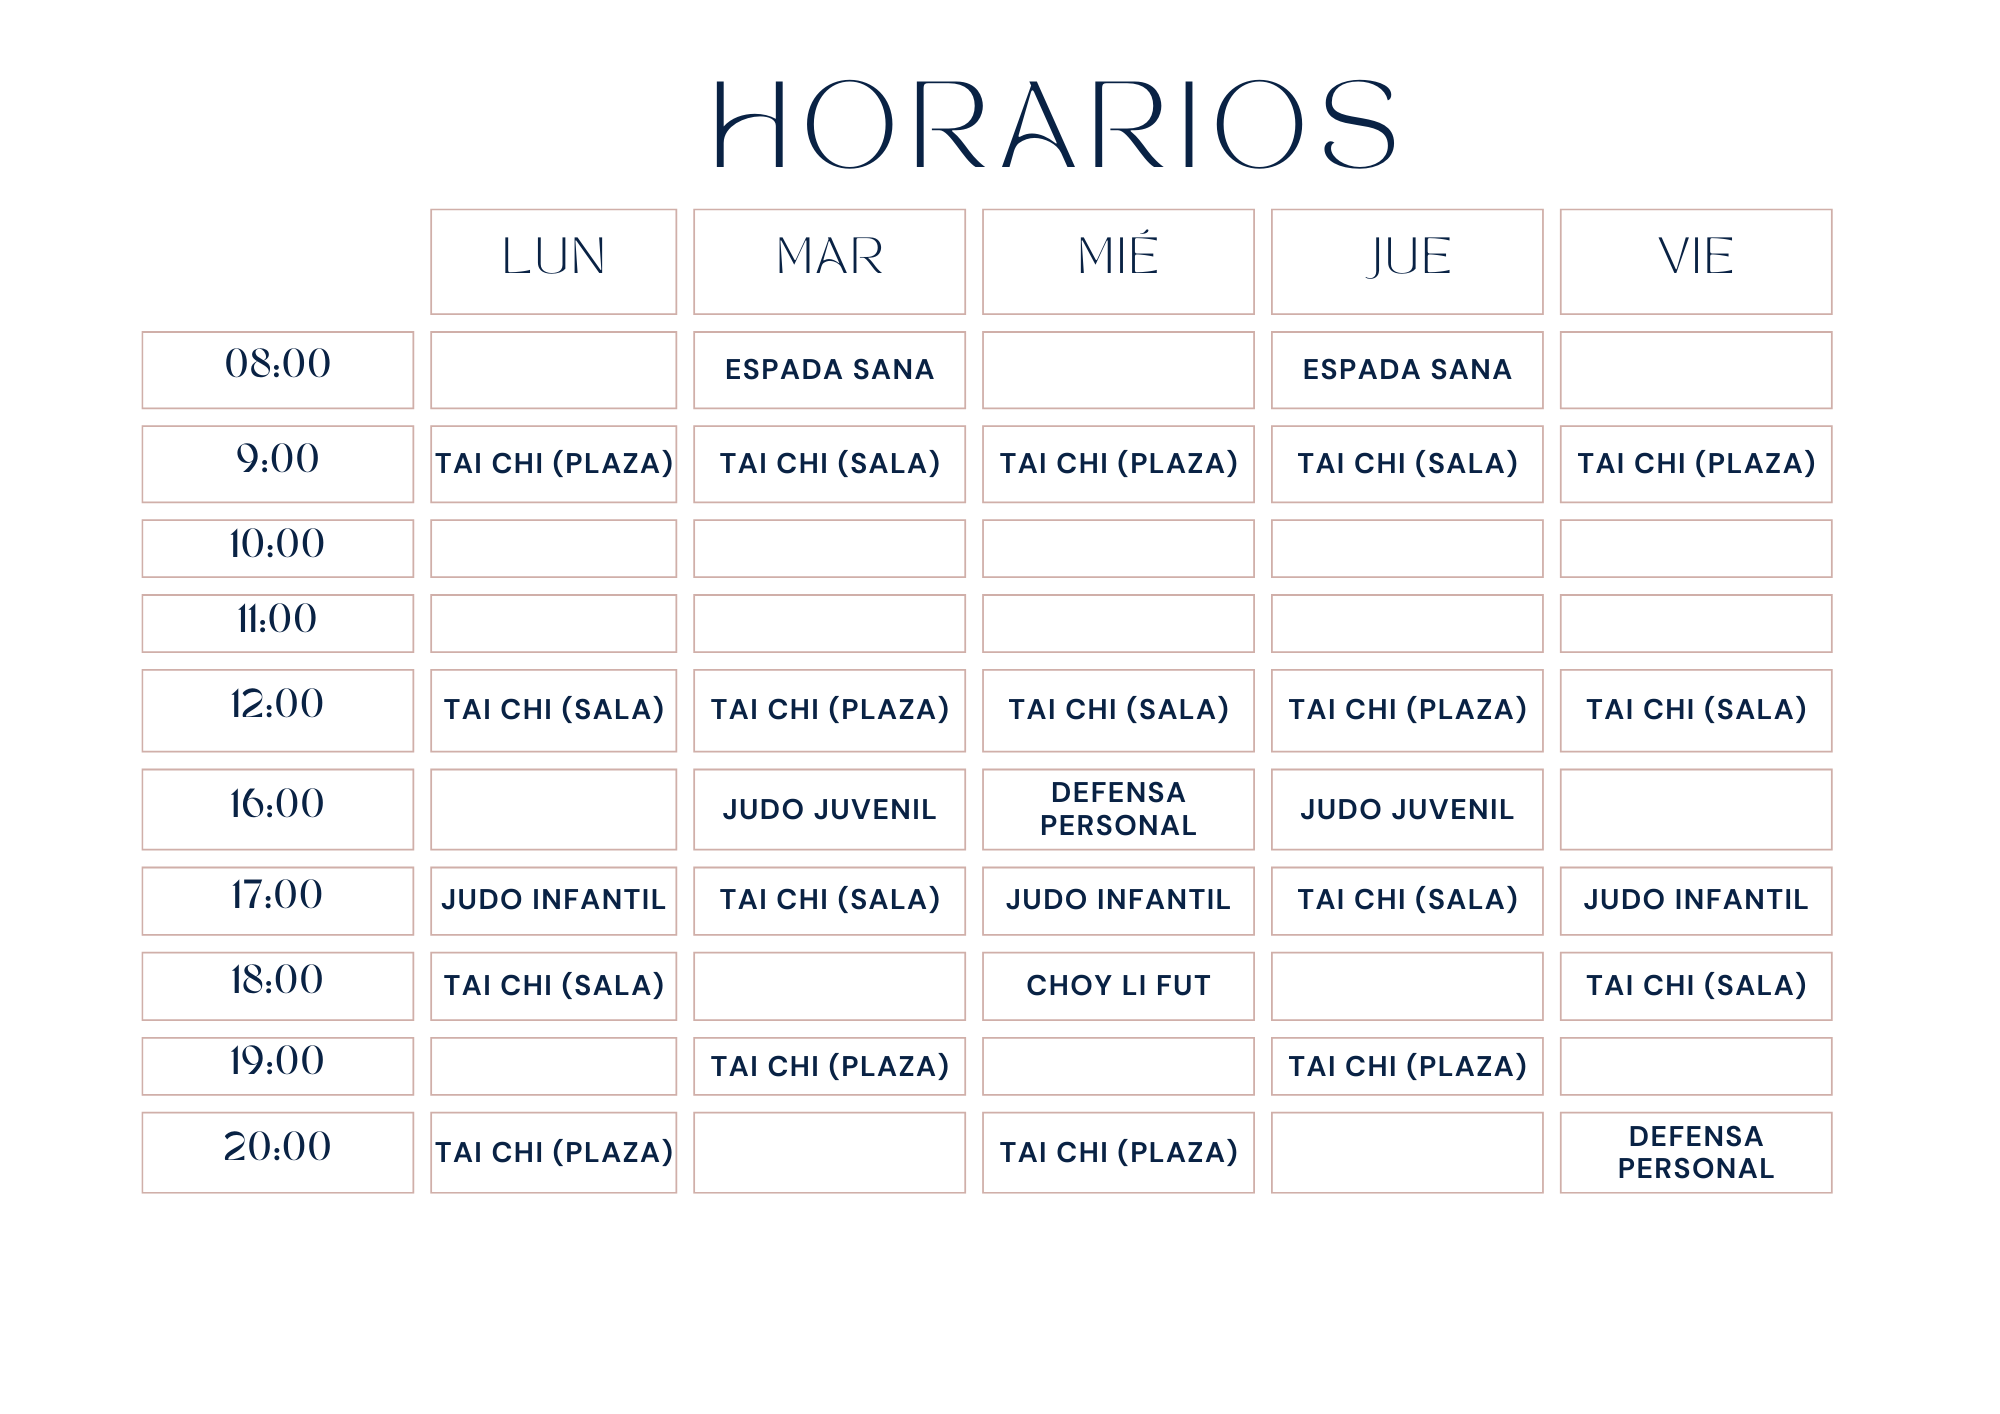 HORARIOS
LUN MAR MIÉ JUE VIE
08:00 ESPADA SANA ESPADA SANA
9:00 TAI CHI (PLAZA) TAI CHI (SALA) TAI CHI (PLAZA) TAI CHI (SALA) TAI CHI (PLAZA)
10:00
11:00
12:00 TAI CHI (SALA) TAI CHI (PLAZA) TAI CHI (SALA) TAI CHI (PLAZA) TAI CHI (SALA)
16:00 JUDO JUVENIL DEFENSA PERSONAL JUDO JUVENIL
17:00 JUDO INFANTIL TAI CHI (SALA) JUDO INFANTIL TAI CHI (SALA) JUDO INFANTIL
18:00 TAI CHI (SALA) CHOY LI FUT TAI CHI (SALA)
19:00 TAI CHI (PLAZA) TAI CHI (PLAZA)
20:00 TAI CHI (PLAZA) TAI CHI (PLAZA) DEFENSA PERSONAL